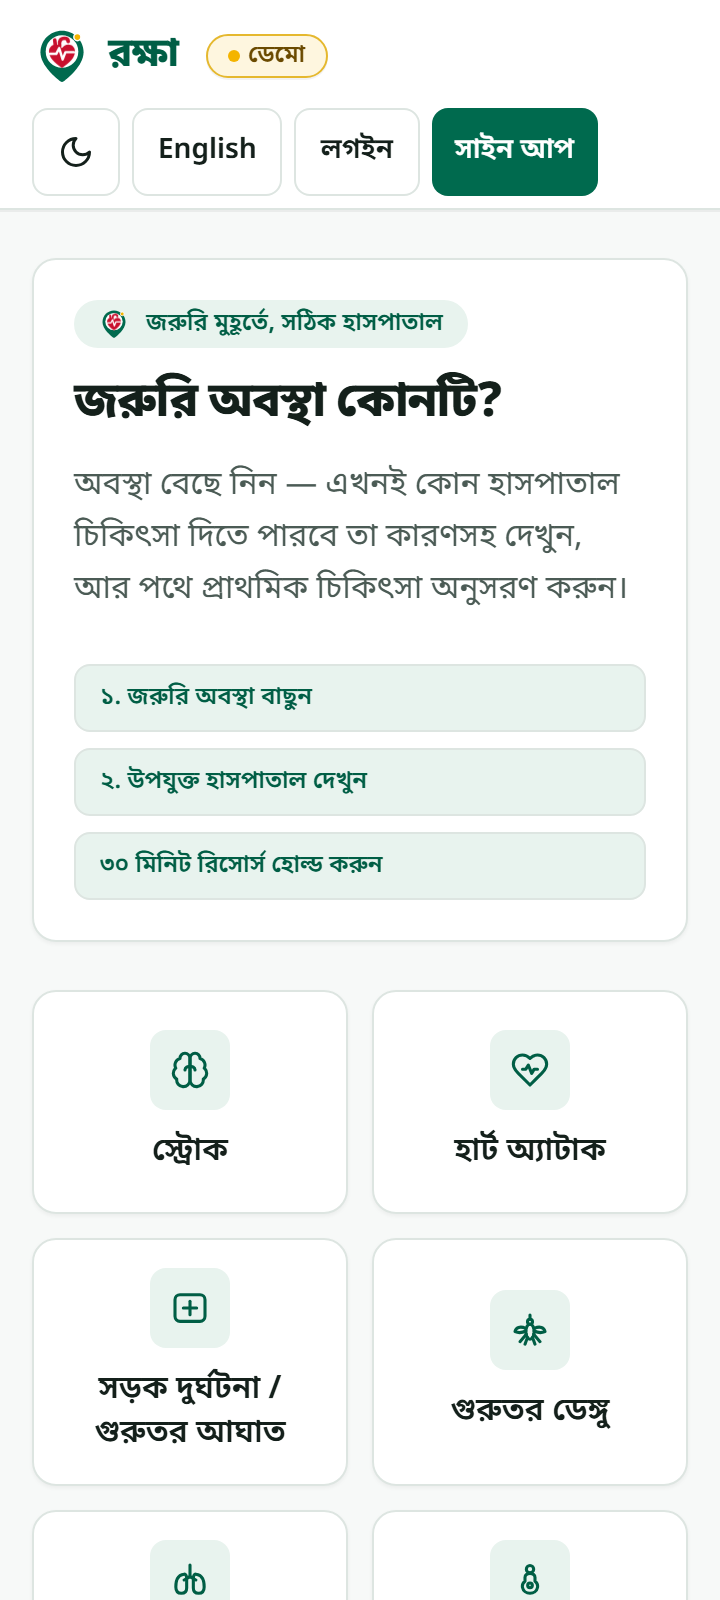 রক্ষা
ডেমো
English
লগইন
সাইন আপ
জরুরি মুহূর্তে, সঠিক হাসপাতাল
জরুরি অবস্থা কোনটি?
অবস্থা বেছে নিন — এখনই কোন হাসপাতাল
চিকিৎসা দিতে পারবে তা কারণসহ দেখুন,
আর পথে প্রাথমিক চিকিৎসা অনুসরণ করুন।
১. জরুরি অবস্থা বাছুন
২. উপযুক্ত হাসপাতাল দেখুন
৩০ মিনিট রিসোর্স হোল্ড করুন
স্ট্রোক
হার্ট অ্যাটাক
সড়ক দুর্ঘটনা /
গুরুতর আঘাত
গুরুতর ডেঙ্গু